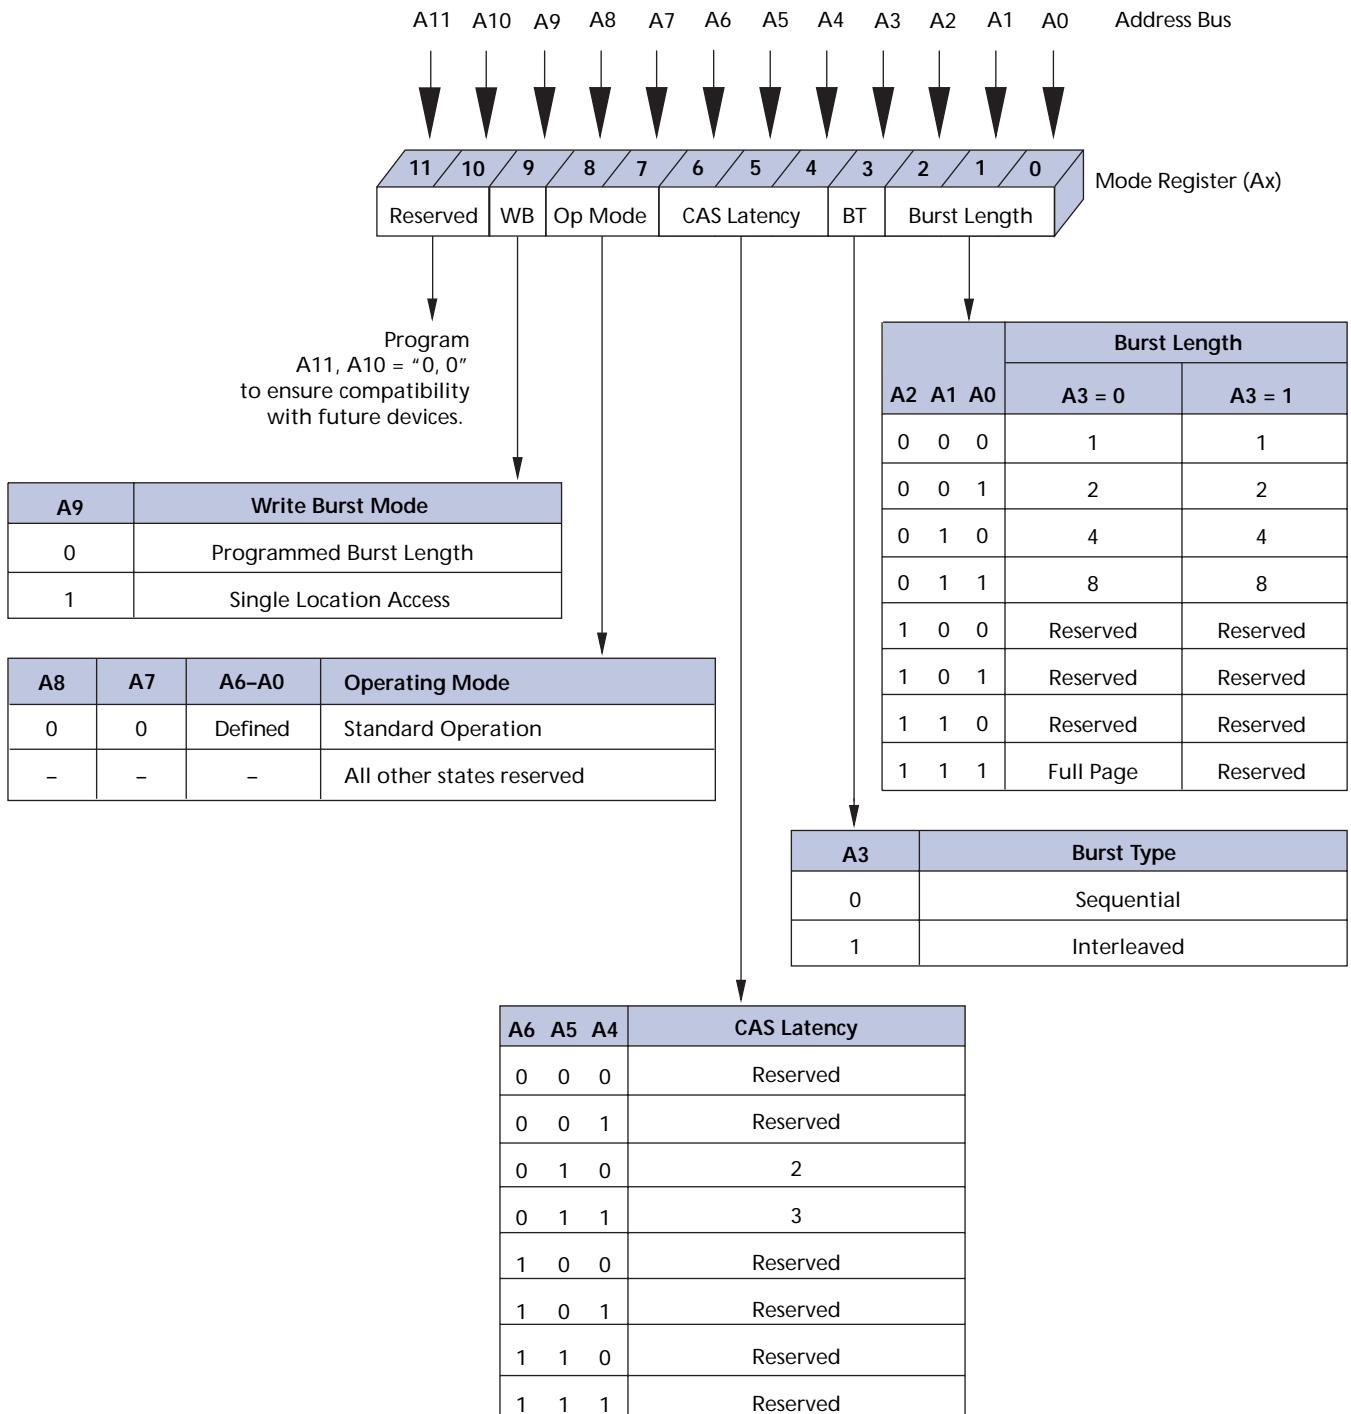 A11 A10 A9 A8 A7 A6 A5 A4 A3 A2 A1 A0 Address Bus
11 10 9 8 7 6 5 4 3 2 1 0
Mode Register (Ax)
Reserved WB Op Mode CAS Latency BT Burst Length
Program
A11, A10 = “0, 0”
to ensure compatibility
with future devices.
Burst Length
A2 A1 A0 A3 = 0 A3 = 1
0 0 0 1 1
0 0 1 2 2
0 1 0 4 4
0 1 1 8 8
1 0 0 Reserved Reserved
1 0 1 Reserved Reserved
1 1 0 Reserved Reserved
1 1 1 Full Page Reserved
A9 Write Burst Mode
0 Programmed Burst Length
1 Single Location Access
A8 A7 A6–A0 Operating Mode
0 0 Defined Standard Operation
– – – All other states reserved
A3 Burst Type
0 Sequential
1 Interleaved
A6 A5 A4 CAS Latency
0 0 0 Reserved
0 0 1 Reserved
0 1 0 2
0 1 1 3
1 0 0 Reserved
1 0 1 Reserved
1 1 0 Reserved
1 1 1 Reserved